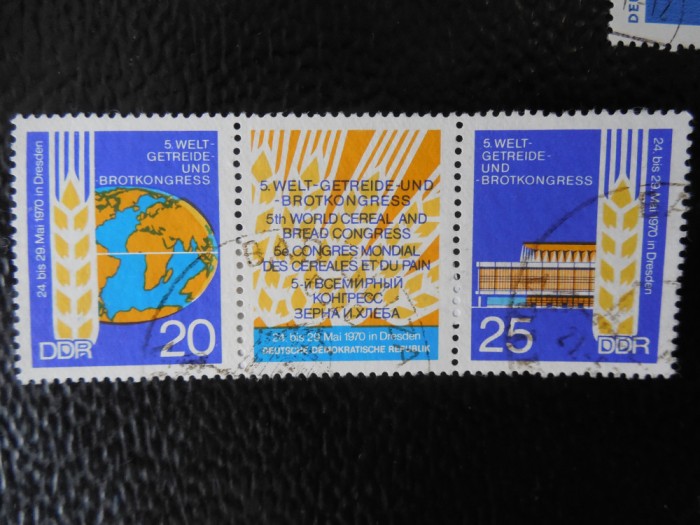 24. bis 29. Mai 1970 in Dresden
5. WELT-
GETREIDE-
UND
-BROTKONGRESS
DDR
20
5. WELT-GETREIDE-UND
-BROTKONGRESS
5th WORLD CEREAL AND
BREAD CONGRESS
5e CONGRES MONDIAL
DES CEREALES ET DU PAIN
5-Й ВСЕМИРНЫЙ
КОНГРЕСС
ЗЕРНА И ХЛЕБА
24. bis 29. Mai 1970 in Dresden
DEUTSCHE DEMOKRATISCHE REPUBLIK
5. WELT-
GETREIDE-
UND
-BROTKONGRESS
24. bis 29. Mai 1970 in Dresden
25
DDR